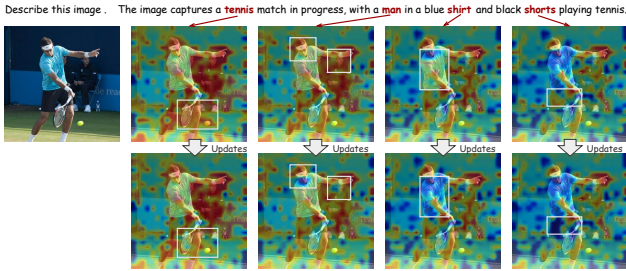 Describe this image .    The image captures a tennis match in progress, with a man in a blue shirt and black shorts playing tennis.
Updates Updates Updates Updates